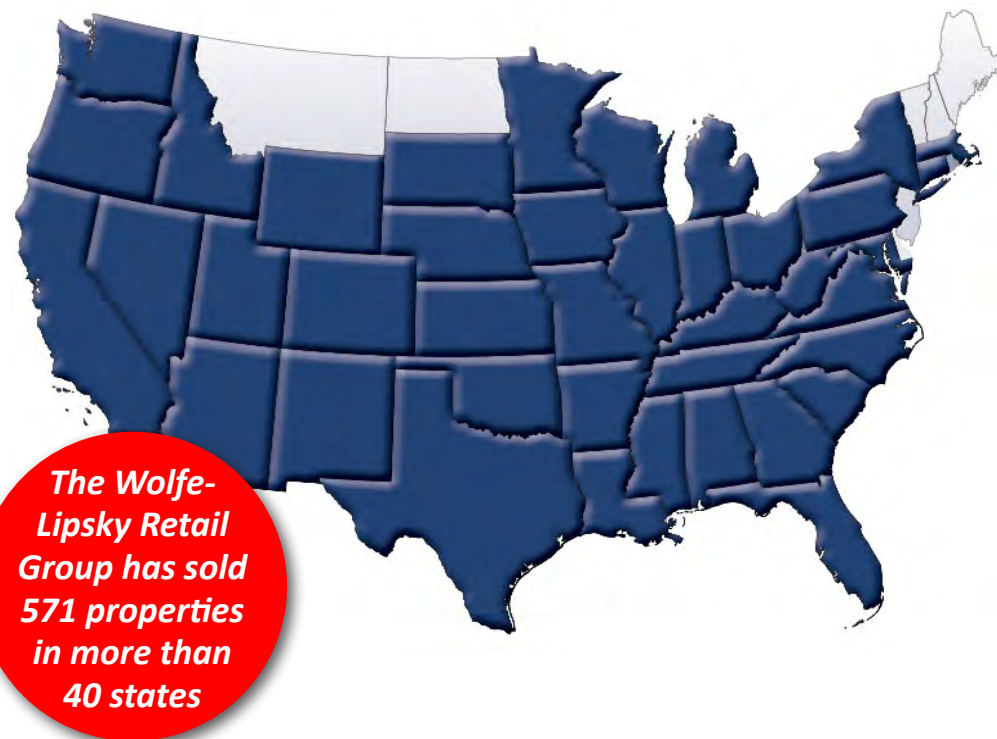 The Wolfe-
Lipsky Retail
Group has sold
571 properties
in more than
40 states